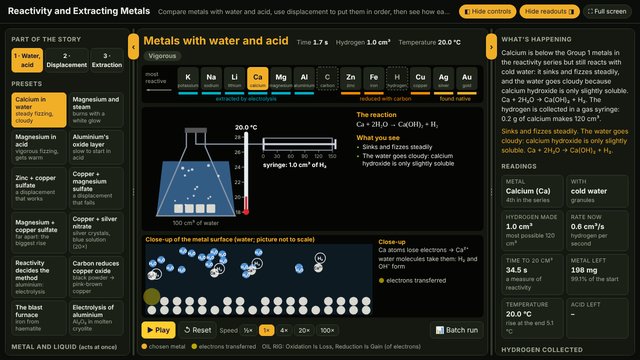 Reactivity and Extracting Metals
Compare metals with water and acid, use displacement to put them in order, then see how ea...
Hide controls
Hide readouts
Full screen
PART OF THE STORY
1 · Water, acid
2 · Displacement
3 · Extraction
PRESETS
Calcium in water
steady fizzing, cloudy
Magnesium and steam
burns with a white glow
Magnesium in acid
vigorous fizzing, gets warm
Aluminium's oxide layer
slow to start in acid
Zinc + copper sulfate
a displacement that works
Copper + magnesium sulfate
a displacement that fails
Magnesium + copper sulfate
far apart: the biggest rise
Copper + silver nitrate
silver crystals, blue solution (20×)
Reactivity decides the method
aluminium: electrolysis
Carbon reduces copper oxide
black powder → pink-brown copper
The blast furnace
iron from haematite
Electrolysis of aluminium
Al₂O₃ in molten cryolite
METAL AND LIQUID (acts at once)
Metals with water and acid
Time 1.7 s
Hydrogen 1.0 cm³
Temperature 20.0 °C
Vigorous
most reactive
K potassium
Na sodium
Li lithium
Ca calcium
Mg magnesium
Al aluminium
C carbon
Zn zinc
Fe iron
H hydrogen
Cu copper
Ag silver
Au gold
extracted by electrolysis
reduced with carbon
found native
20.0 °C
28
26
24
22
20
18
0 30 60 90 120 150
syringe: 1.0 cm³ of H₂
100 cm³ of water
The reaction
Ca + 2H₂O → Ca(OH)₂ + H₂
What you see
• Sinks and fizzes steadily
• The water goes cloudy: calcium hydroxide is only slightly soluble
Close-up of the metal surface (water; picture not to scale)
H₂
H₂
H₂
Close-up
Ca atoms lose electrons → Ca²⁺
water molecules take them: H₂ and OH⁻ form
electrons transferred
▶ Play
↺ Reset
Speed
½×
1×
4×
20×
100×
Batch run
chosen metal
electrons transferred
OIL RIG: Oxidation Is Loss, Reduction Is Gain (of electrons)
WHAT'S HAPPENING
Calcium is below the Group 1 metals in the reactivity series but still reacts with cold water: it sinks and fizzes steadily, and the water goes cloudy because calcium hydroxide is only slightly soluble. Ca + 2H₂O → Ca(OH)₂ + H₂. The hydrogen is collected in a gas syringe: 0.2 g of calcium makes 120 cm³.
Sinks and fizzes steadily. The water goes cloudy: calcium hydroxide is only slightly soluble. Ca + 2H₂O → Ca(OH)₂ + H₂.
READINGS
METAL
Calcium (Ca)
4th in the series
WITH
cold water
granules
HYDROGEN MADE
1.0 cm³
most possible 120 cm³
RATE NOW
0.6 cm³/s
hydrogen per second
TIME TO 20 CM³
34.5 s
a measure of reactivity
METAL LEFT
198 mg
99.1% of the start
TEMPERATURE
20.0 °C
rise at the end 5.1 °C
ACID LEFT
–
HYDROGEN COLLECTED